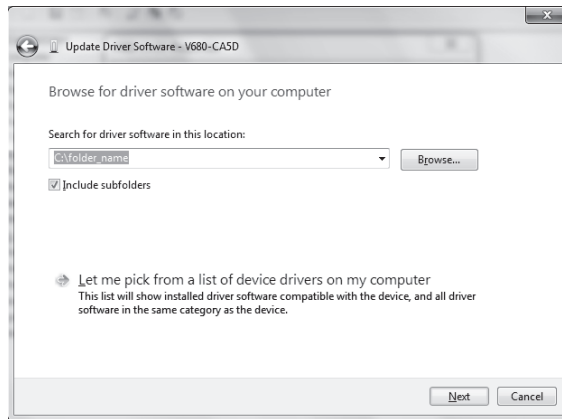 Update Driver Software - V680-CA5D
Browse for driver software on your computer
Search for driver software in this location:
C:\folder_name
Browse...
Include subfolders
Let me pick from a list of device drivers on my computer
This list will show installed driver software compatible with the device, and all driver
software in the same category as the device.
Next
Cancel